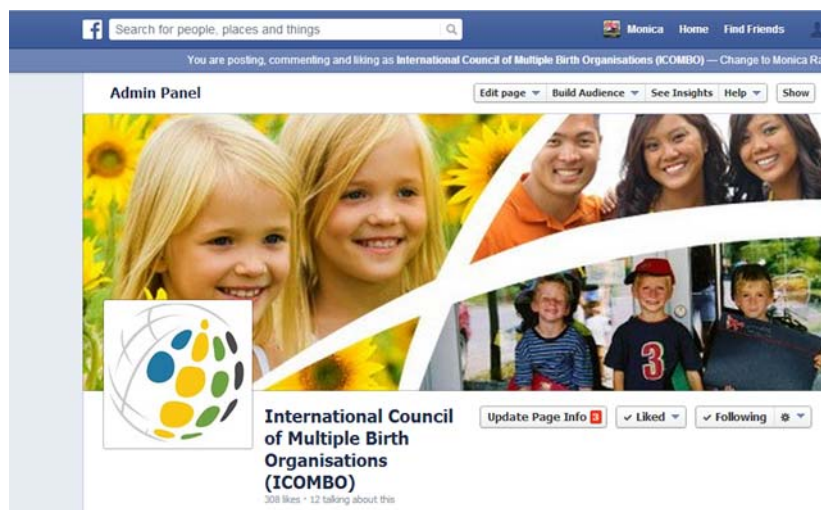 f Search for people, places and things Monica Home Find Friends
You are posting, commenting and liking as International Council of Multiple Birth Organisations (ICOMBO) — Change to Monica Ra
Admin Panel Edit page Build Audience See Insights Help Show
3
International Council
of Multiple Birth
Organisations
(ICOMBO)
Update Page Info 3 ✓ Liked ✓ Following
308 likes · 12 talking about this